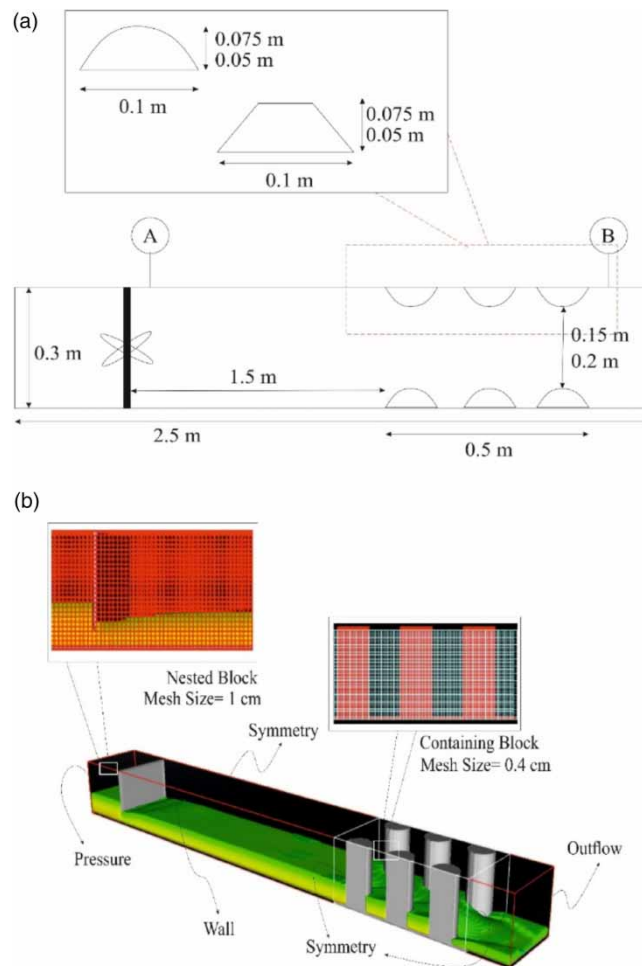 (a)
0.075 m
0.05 m
0.1 m
0.075 m
0.05 m
0.1 m
A
B
0.3 m
0.15 m
0.2 m
1.5 m
2.5 m
0.5 m
(b)
Nested Block
Mesh Size= 1 cm
Symmetry
Containing Block
Mesh Size= 0.4 cm
Pressure
Outflow
Wall
Symmetry